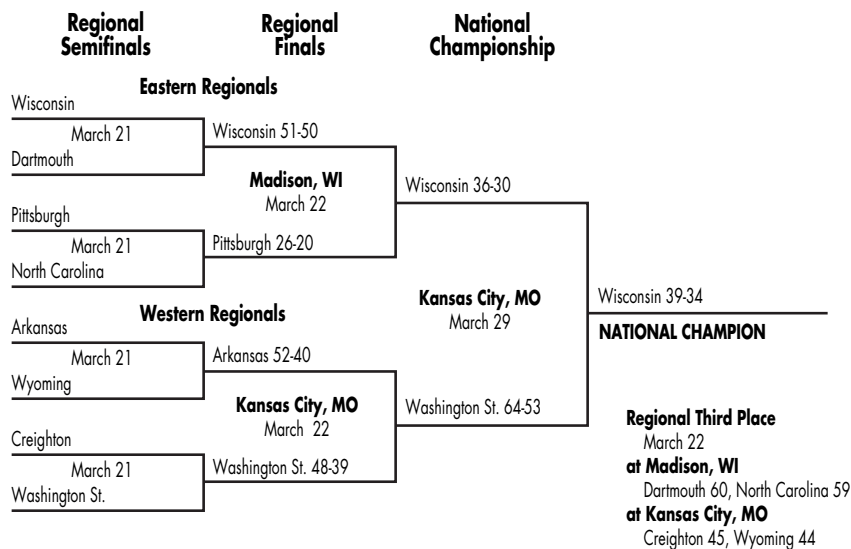 Regional Semifinals
Regional Finals
National Championship
Eastern Regionals
Wisconsin
March 21
Dartmouth
Wisconsin 51-50
Madison, WI
March 22
Pittsburgh
March 21
North Carolina
Pittsburgh 26-20
Wisconsin 36-30
Western Regionals
Arkansas
March 21
Wyoming
Arkansas 52-40
Kansas City, MO
March 22
Creighton
March 21
Washington St.
Washington St. 48-39
Washington St. 64-53
Kansas City, MO
March 29
Wisconsin 39-34
NATIONAL CHAMPION
Regional Third Place
March 22
at Madison, WI
Dartmouth 60, North Carolina 59
at Kansas City, MO
Creighton 45, Wyoming 44